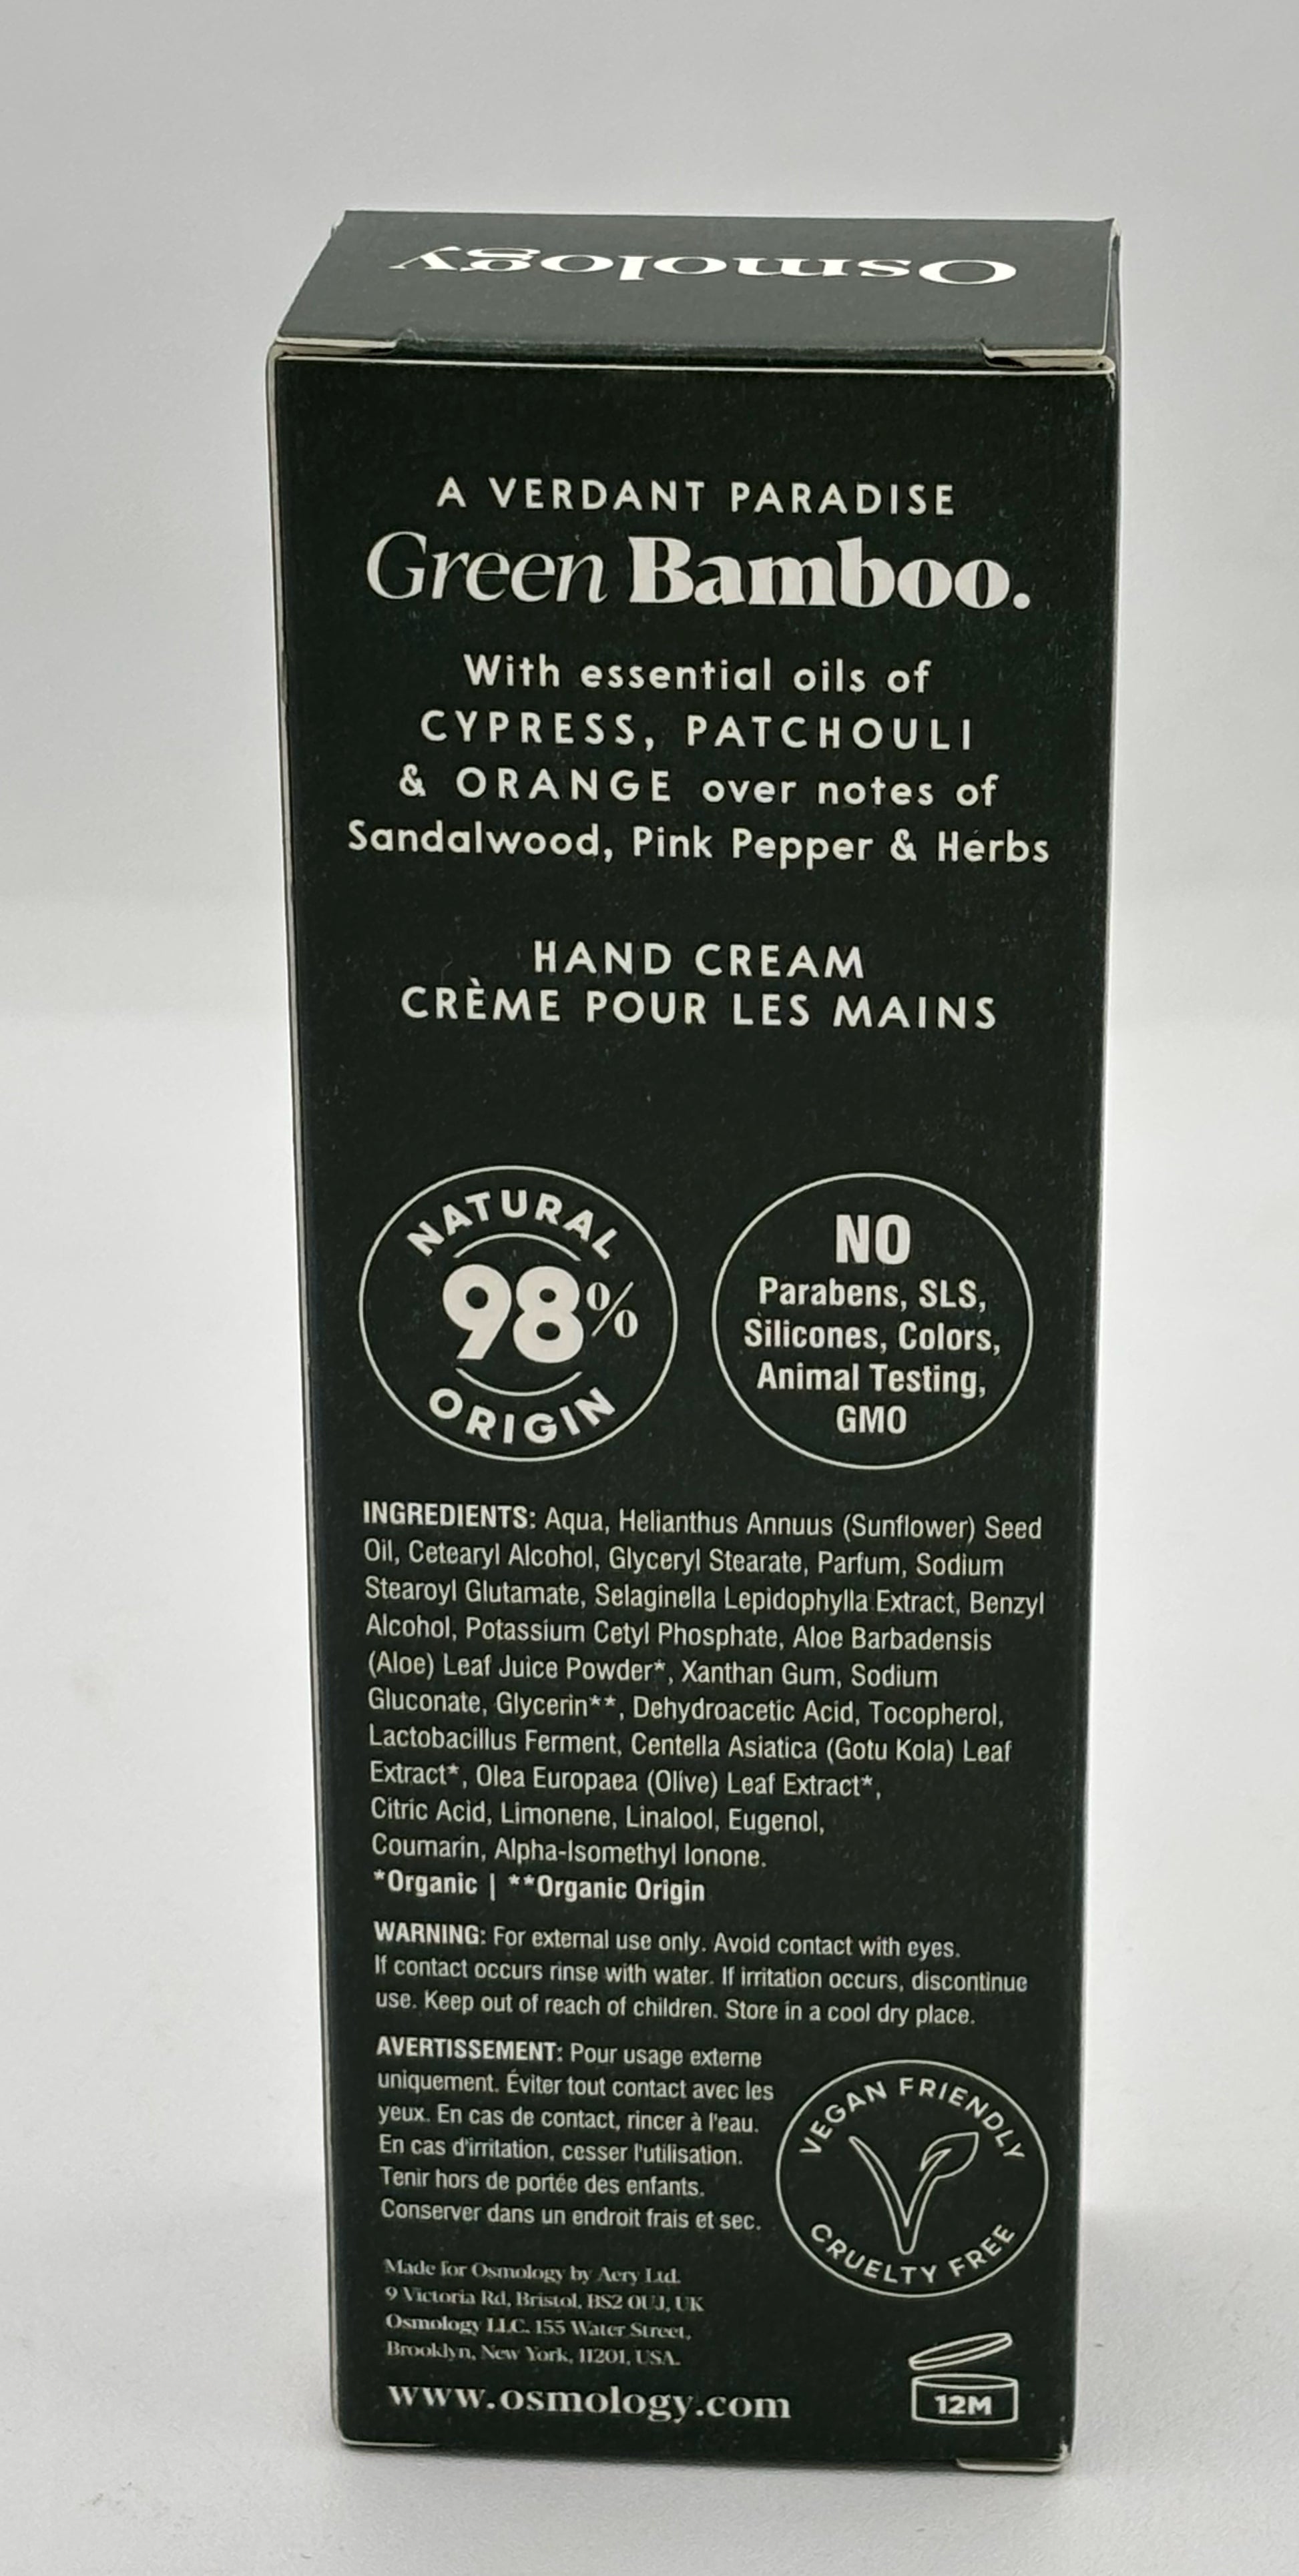 Osmology
A VERDANT PARADISE
Green Bamboo.
With essential oils of
CYPRESS, PATCHOULI
& ORANGE over notes of
Sandalwood, Pink Pepper & Herbs
HAND CREAM
CRÈME POUR LES MAINS
NATURAL
98%
ORIGIN
NO
Parabens, SLS,
Silicones, Colors,
Animal Testing,
GMO
INGREDIENTS: Aqua, Helianthus Annuus (Sunflower) Seed
Oil, Cetearyl Alcohol, Glyceryl Stearate, Parfum, Sodium
Stearoyl Glutamate, Selaginella Lepidophylla Extract, Benzyl
Alcohol, Potassium Cetyl Phosphate, Aloe Barbadensis
(Aloe) Leaf Juice Powder*, Xanthan Gum, Sodium
Gluconate, Glycerin**, Dehydroacetic Acid, Tocopherol,
Lactobacillus Ferment, Centella Asiatica (Gotu Kola) Leaf
Extract*, Olea Europaea (Olive) Leaf Extract*,
Citric Acid, Limonene, Linalool, Eugenol,
Coumarin, Alpha-Isomethyl Ionone.
*Organic | **Organic Origin
WARNING: For external use only. Avoid contact with eyes.
If contact occurs rinse with water. If irritation occurs, discontinue
use. Keep out of reach of children. Store in a cool dry place.
AVERTISSEMENT: Pour usage externe
uniquement. Éviter tout contact avec les
yeux. En cas de contact, rincer à l'eau.
En cas d'irritation, cesser l'utilisation.
Tenir hors de portée des enfants.
Conserver dans un endroit frais et sec.
VEGAN FRIENDLY
CRUELTY FREE
Made for Osmology by Aery Ltd.
9 Victoria Rd, Bristol, BS2 0UJ, UK
Osmology LLC. 155 Water Street,
Brooklyn, New York, 11201, USA.
www.osmology.com
12M